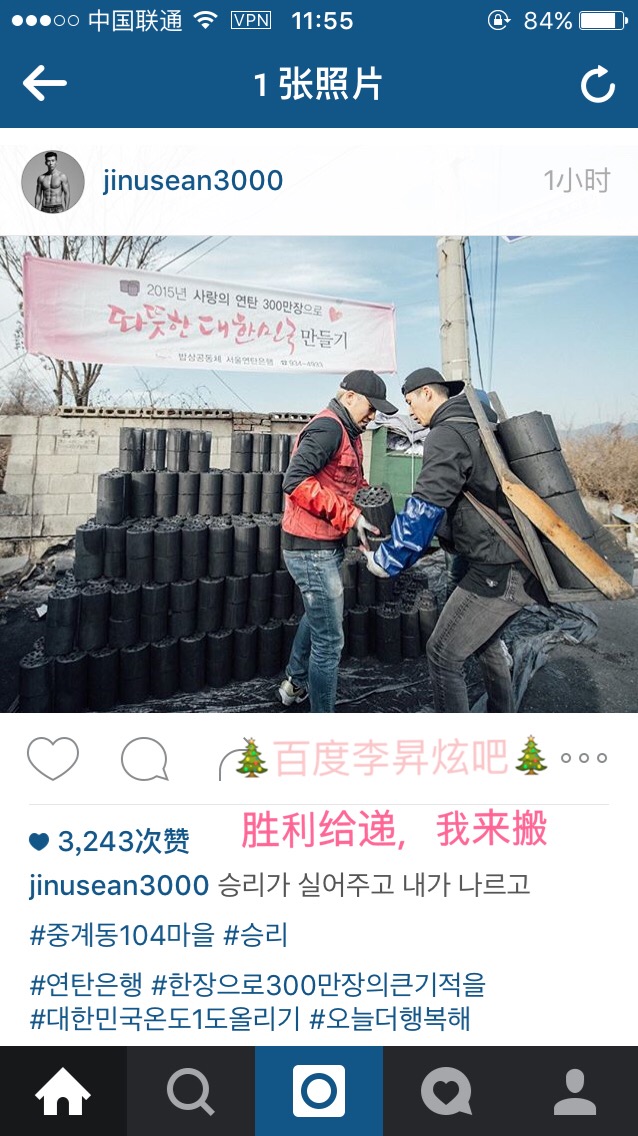 中国联通 VPN 11:55 84%
1 张照片
jinusean3000 1小时
2015년 사랑의 연탄 300만장으로
따뜻한 대한민국 만들기
밥상공동체 서울연탄은행 ☎934-4933
🎄百度李昇炫吧🎄
胜利给递，我来搬
3,243次赞
jinusean3000 승리가 실어주고 내가 나르고
#중계동104마을 #승리
#연탄은행 #한장으로300만장의큰기적을
#대한민국온도1도올리기 #오늘더행복해